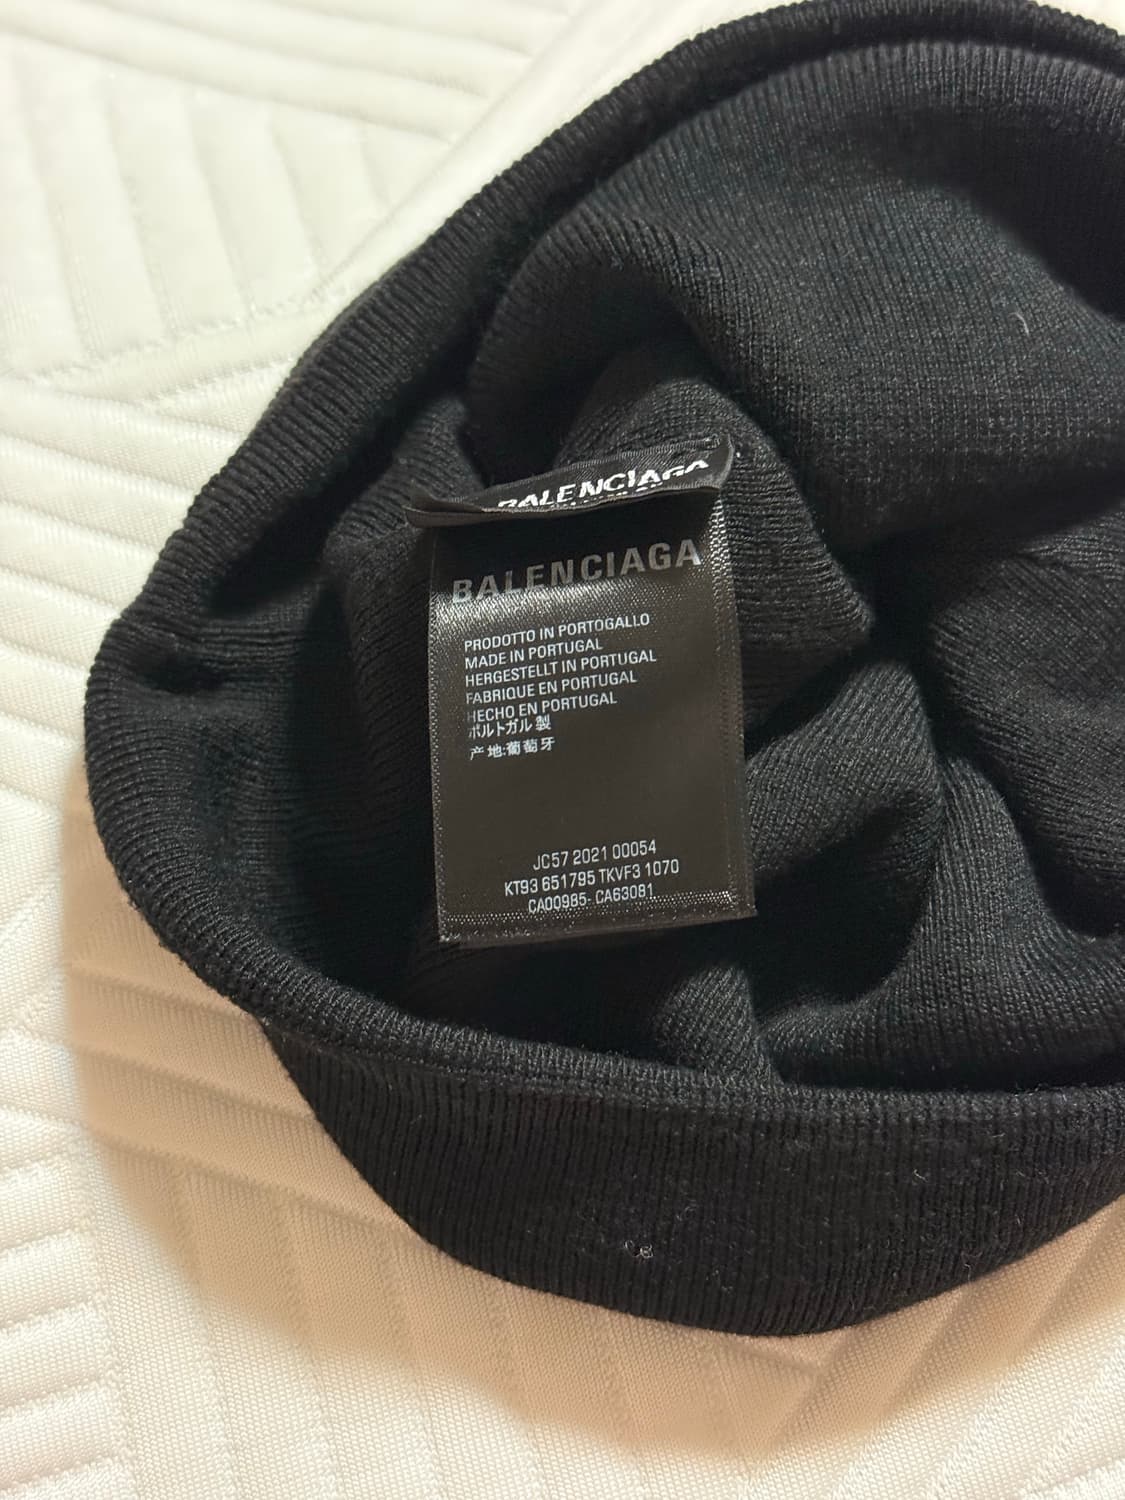 BALENCIAGA
BALENCIAGA
PRODOTTO IN PORTOGALLO
MADE IN PORTUGAL
HERGESTELLT IN PORTUGAL
FABRIQUE EN PORTUGAL
HECHO EN PORTUGAL
ポルトガル製
产地:葡萄牙
JC57 2021 00054
KT93 651795 TKVF3 1070
CA00985- CA63081